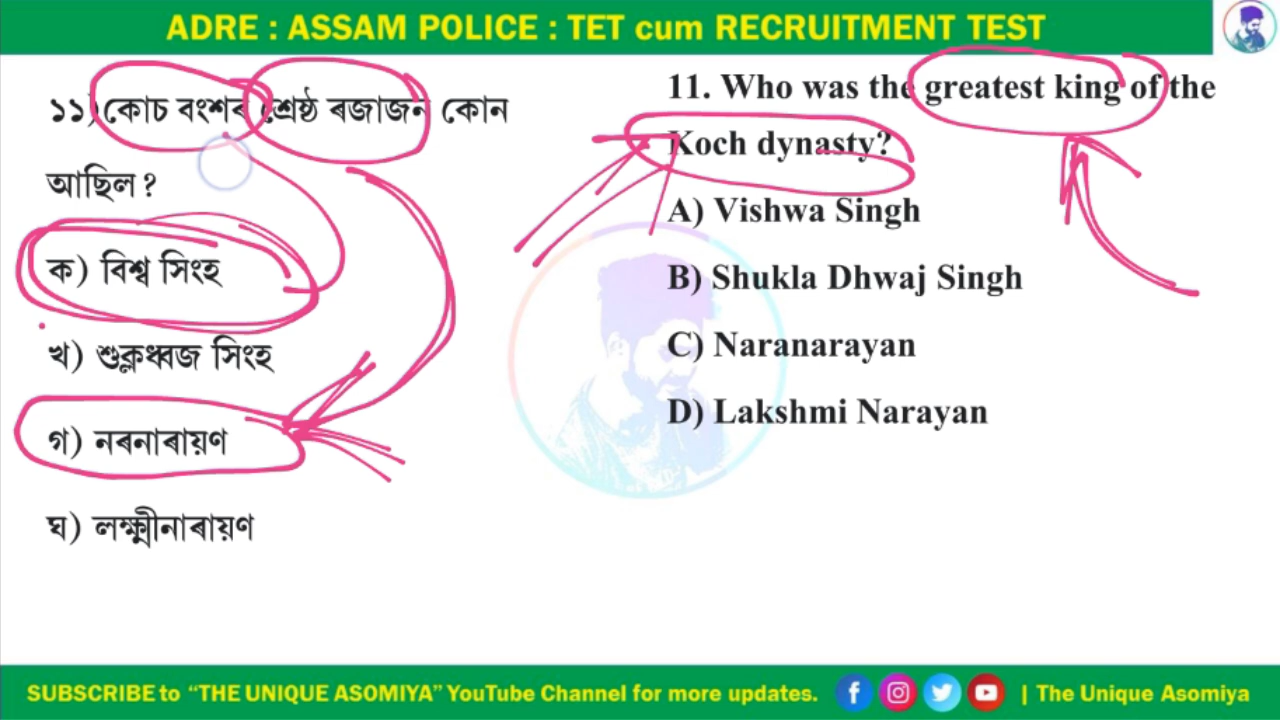 ADRE : ASSAM POLICE : TET cum RECRUITMENT TEST
১১) কোচ বংশৰ শ্ৰেষ্ঠ ৰজাজন কোন
আছিল ?
ক) বিশ্ব সিংহ
খ) শুক্লধ্বজ সিংহ
গ) নৰনাৰায়ণ
ঘ) লক্ষ্মীনাৰায়ণ
11. Who was the greatest king of the
Koch dynasty?
A) Vishwa Singh
B) Shukla Dhwaj Singh
C) Naranarayan
D) Lakshmi Narayan
SUBSCRIBE to “THE UNIQUE ASOMIYA” YouTube Channel for more updates. | The Unique Asomiya